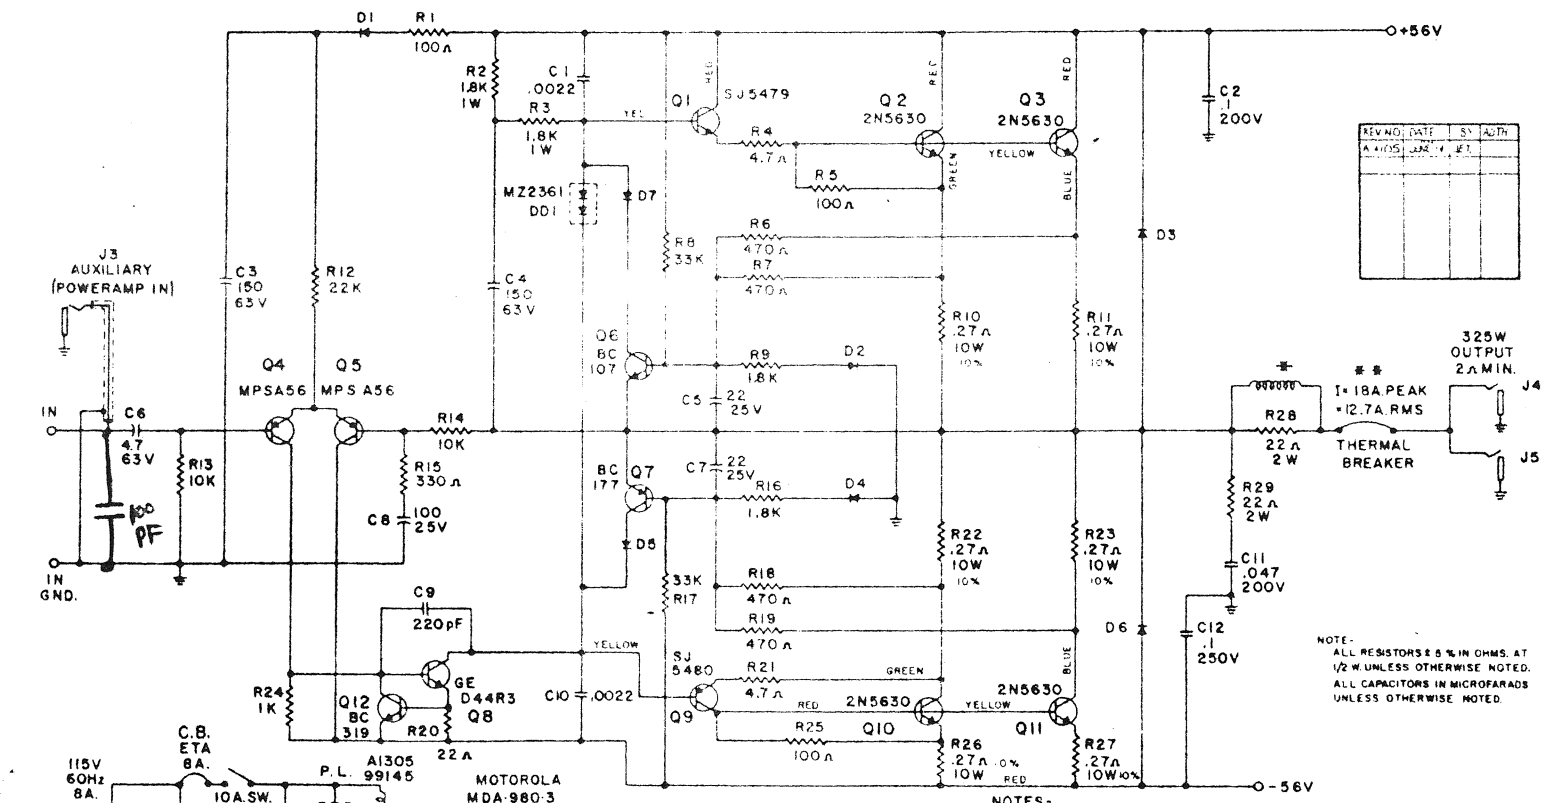 D1
R1
100Ω
+56V
R2
1.8K
1W
C1
.0022
R3
1.8K
1W
YEL
RED
Q1
SJ5479
R4
4.7Ω
R5
100Ω
Q2
2N5630
RED
GREEN
Q3
2N5630
RED
YELLOW
BLUE
C2
.1
200V
REV NO DATE BY AUTH
MZ2361
DD1
D7
R8
33K
R6
470Ω
R7
470Ω
D3
J3
AUXILIARY
(POWERAMP IN)
C3
150
63V
R12
22K
C4
150
63V
R10
.27Ω
10W
10%
R11
.27Ω
10W
10%
Q6
BC
107
R9
1.8K
D2
C5
22
25V
325W
OUTPUT
2Ω MIN.
J4
J5
*
* *
I=18A.PEAK
=12.7A.RMS
R28
22Ω
2W
THERMAL
BREAKER
Q4
MPSA56
Q5
MPSA56
IN
C6
4.7
63V
R13
10K
R14
10K
R15
330Ω
C8
100
25V
100
PF
IN
GND.
BC
177
Q7
C7
22
25V
R16
1.8K
D4
D5
R29
22Ω
2W
C11
.047
200V
R22
.27Ω
10W
10%
R23
.27Ω
10W
10%
33K
R17
R18
470Ω
R19
470Ω
C9
220pF
YELLOW
D6
C12
.1
250V
NOTE-
ALL RESISTORS ± 5 % IN OHMS. AT
1/2 W. UNLESS OTHERWISE NOTED.
ALL CAPACITORS IN MICROFARADS
UNLESS OTHERWISE NOTED.
R24
1K
Q12
BC
319
GE
D44R3
Q8
R20
22Ω
C10
.0022
SJ
5480
Q9
R21
4.7Ω
GREEN
RED
R25
100Ω
2N5630
Q10
YELLOW
2N5630
Q11
BLUE
R26
.27Ω
10W
10%
RED
R27
.27Ω
10W 10%
-56V
C.B.
ETA
8A.
115V
60Hz
8A.
10A.SW.
P.L.
A1305
99145
MOTOROLA
MDA-980-3
NOTES-